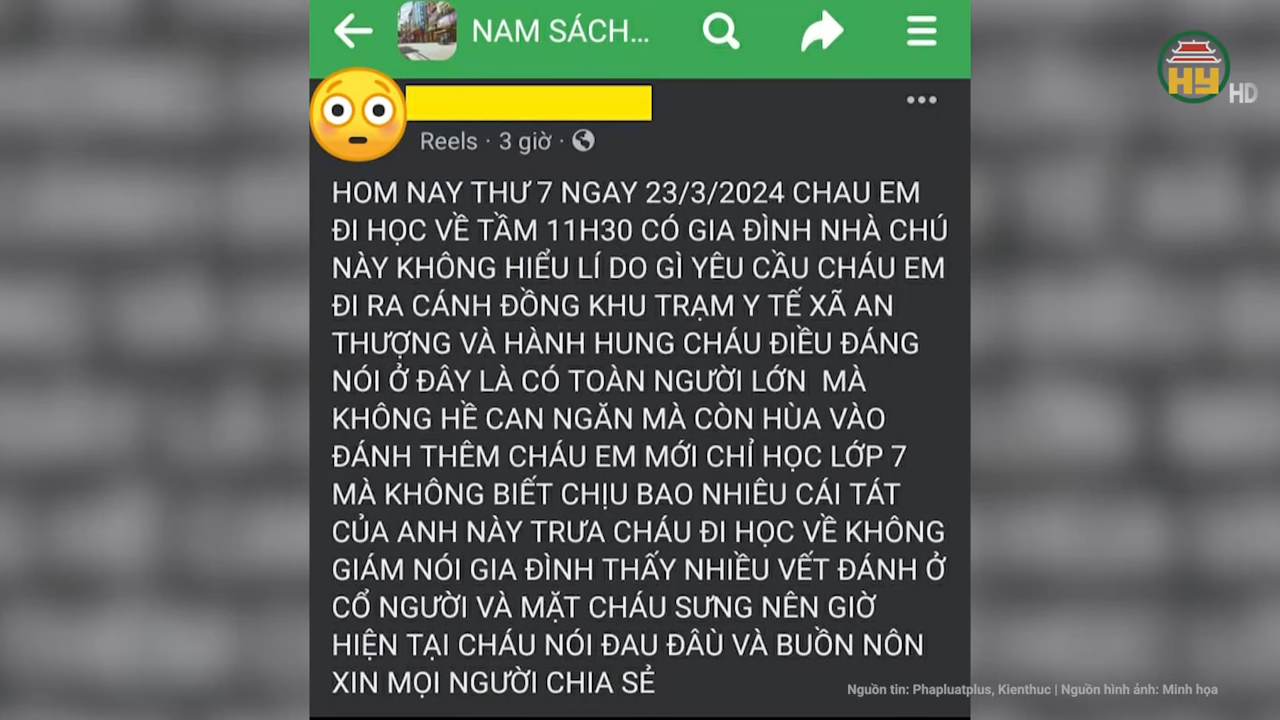 NAM SÁCH...
HY HD
Reels · 3 giờ ·
HOM NAY THƯ 7 NGAY 23/3/2024 CHAU EM
ĐI HỌC VỀ TẦM 11H30 CÓ GIA ĐÌNH NHÀ CHÚ
NÀY KHÔNG HIỂU LÍ DO GÌ YÊU CẦU CHÁU EM
ĐI RA CÁNH ĐỒNG KHU TRẠM Y TẾ XÃ AN
THƯỢNG VÀ HÀNH HUNG CHÁU ĐIỀU ĐÁNG
NÓI Ở ĐÂY LÀ CÓ TOÀN NGƯỜI LỚN  MÀ
KHÔNG HỀ CAN NGĂN MÀ CÒN HÙA VÀO
ĐÁNH THÊM CHÁU EM MỚI CHỈ HỌC LỚP 7
MÀ KHÔNG BIẾT CHỊU BAO NHIÊU CÁI TÁT
CỦA ANH NÀY TRƯA CHÁU ĐI HỌC VỀ KHÔNG
GIÁM NÓI GIA ĐÌNH THẤY NHIỀU VẾT ĐÁNH Ở
CỔ NGƯỜI VÀ MẶT CHÁU SƯNG NÊN GIỜ
HIỆN TẠI CHÁU NÓI ĐAU ĐÂÙ VÀ BUỒN NÔN
XIN MỌI NGƯỜI CHIA SẺ
Nguồn tin: Phapluatplus, Kienthuc | Nguồn hình ảnh: Minh họa